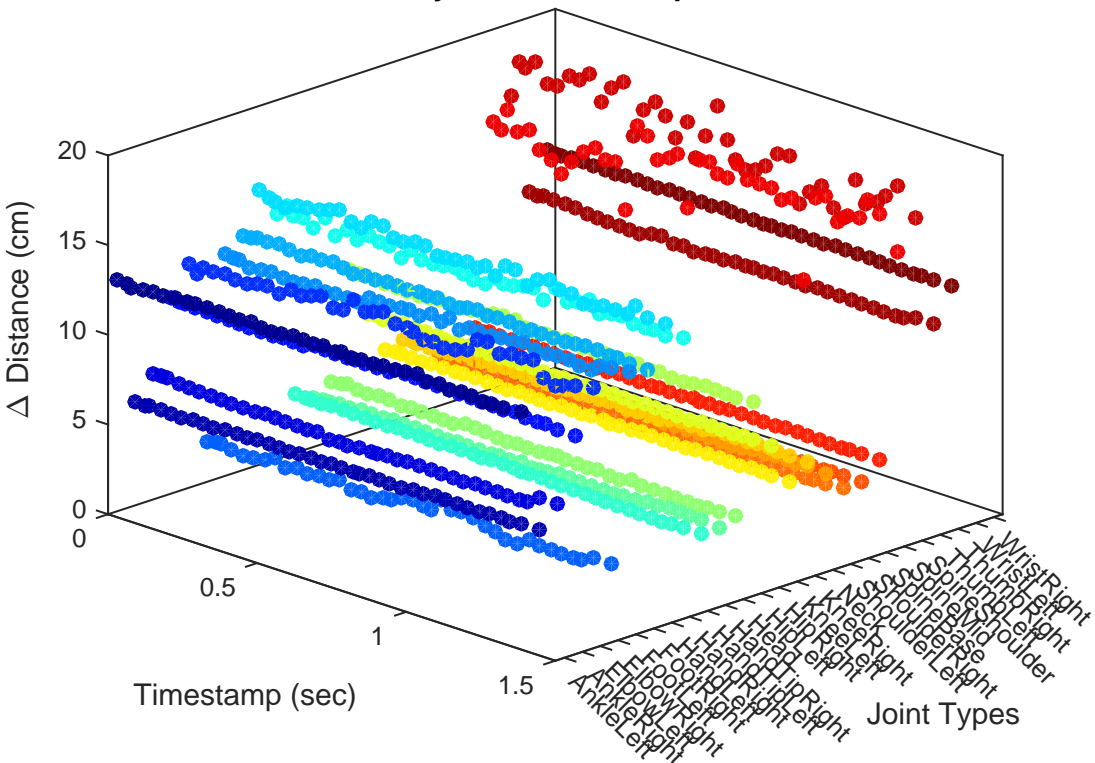 20
15
10
5
0
Δ Distance (cm)
0
0.5
1
1.5
Timestamp (sec)
AnkleLeft
AnkleRight
ElbowLeft
ElbowRight
FootLeft
FootRight
HandLeft
HandRight
HandTipLeft
HandTipRight
Head
HipLeft
HipRight
KneeLeft
KneeRight
Neck
ShoulderLeft
ShoulderRight
SpineBase
SpineMid
SpineShoulder
ThumbLeft
ThumbRight
WristLeft
WristRight
Joint Types